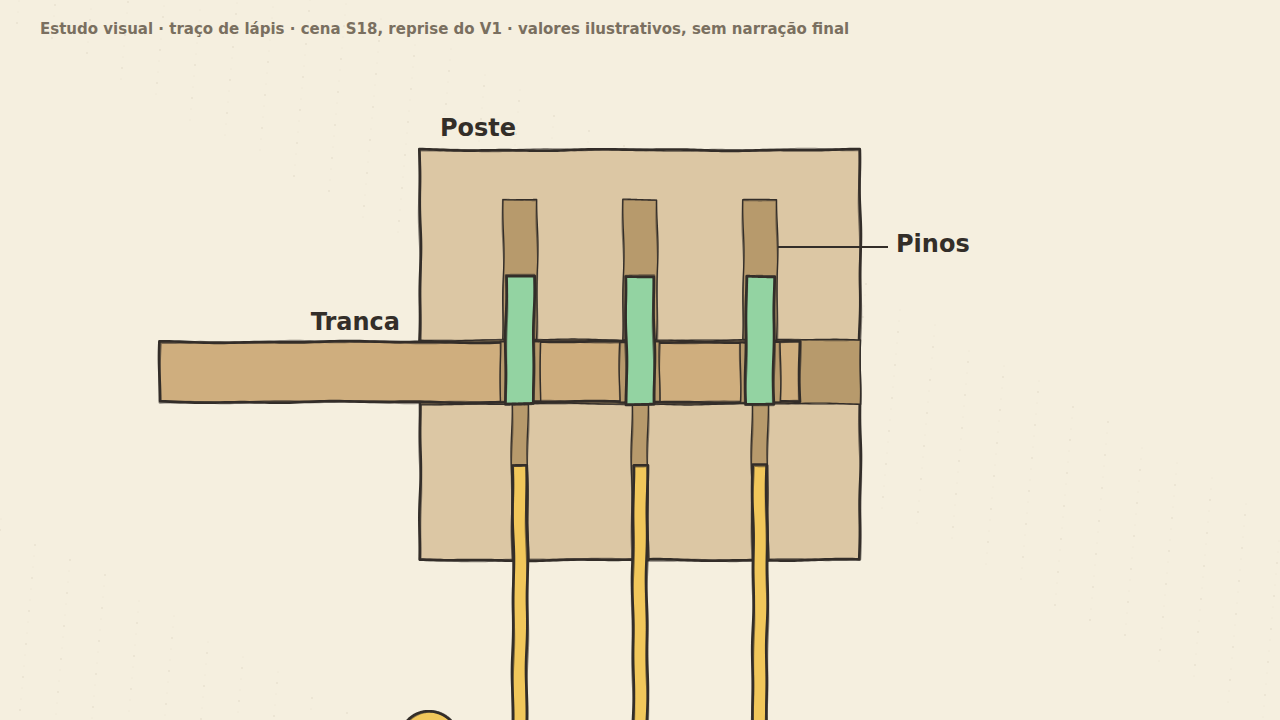 Estudo visual · traço de lápis · cena S18, reprise do V1 · valores ilustrativos, sem narração final
Poste
Pinos
Tranca